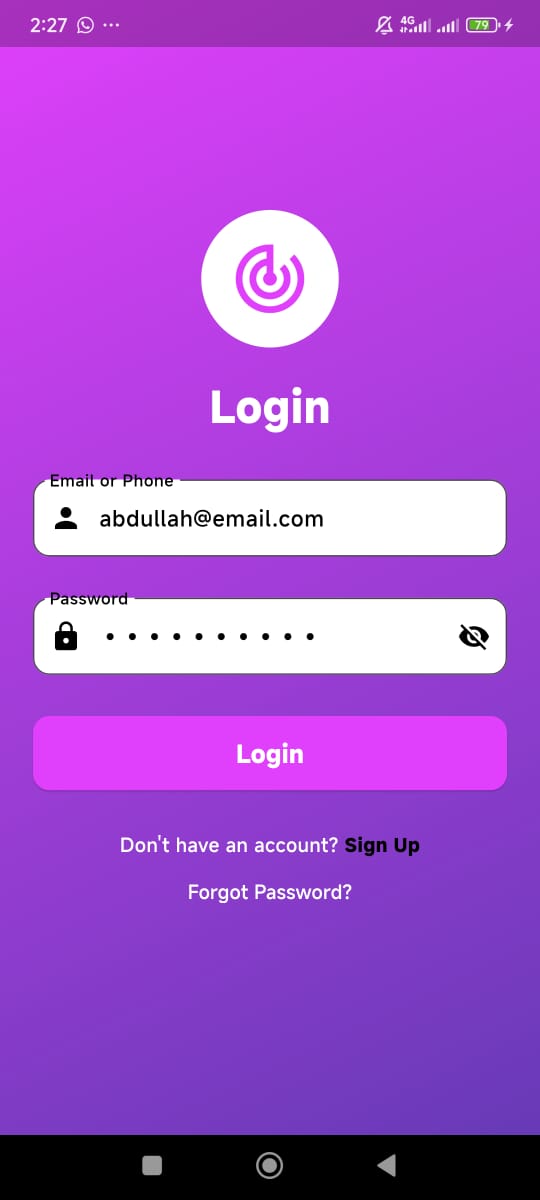 2:27
4G
79
Login
Email or Phone
abdullah@email.com
Password
Login
Don't have an account? Sign Up
Forgot Password?